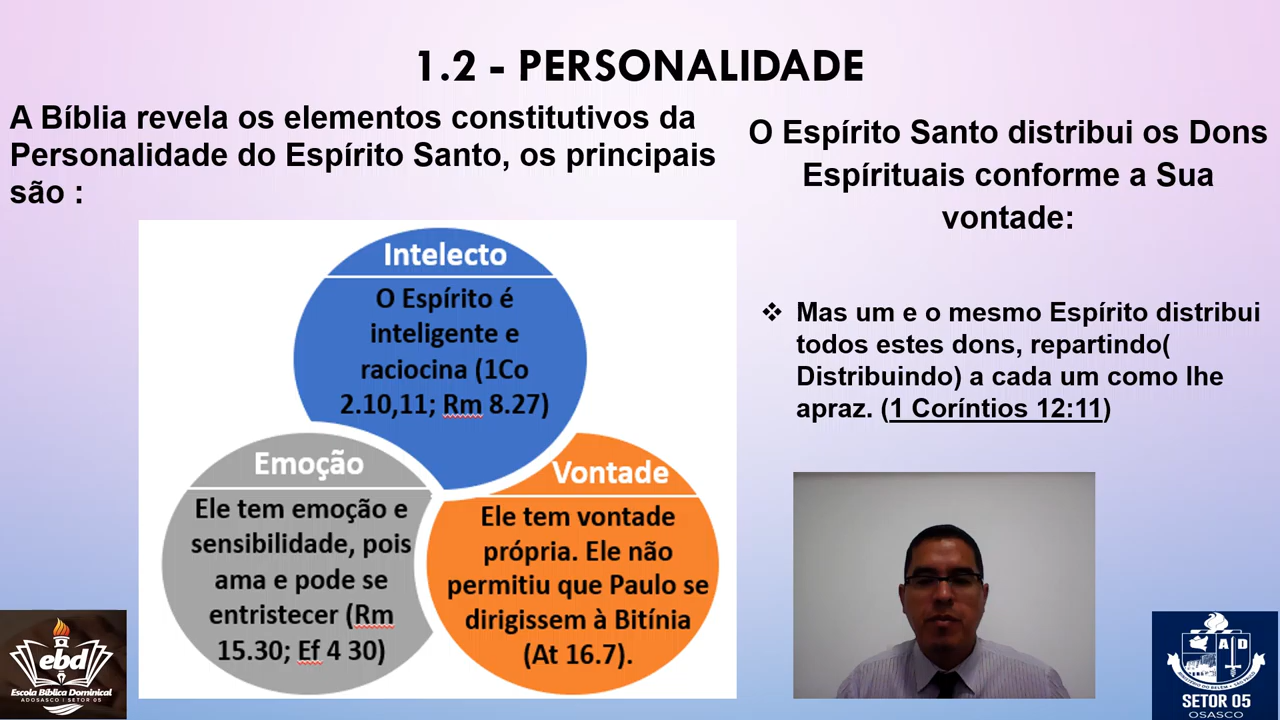 1.2 - PERSONALIDADE
A Bíblia revela os elementos constitutivos da
Personalidade do Espírito Santo, os principais
são :
Intelecto
O Espírito é
inteligente e
raciocina (1Co
2.10,11; Rm 8.27)
Emoção
Ele tem emoção e
sensibilidade, pois
ama e pode se
entristecer (Rm
15.30; Ef 4 30)
Vontade
Ele tem vontade
própria. Ele não
permitiu que Paulo se
dirigissem à Bitínia
(At 16.7).
O Espírito Santo distribui os Dons
Espírituais conforme a Sua
vontade:
❖ Mas um e o mesmo Espírito distribui
todos estes dons, repartindo(
Distribuindo) a cada um como lhe
apraz. (1 Coríntios 12:11)
ebd
Escola Bíblica Dominical
ADOSASCO | SETOR 05
A D
SETOR 05
OSASCO